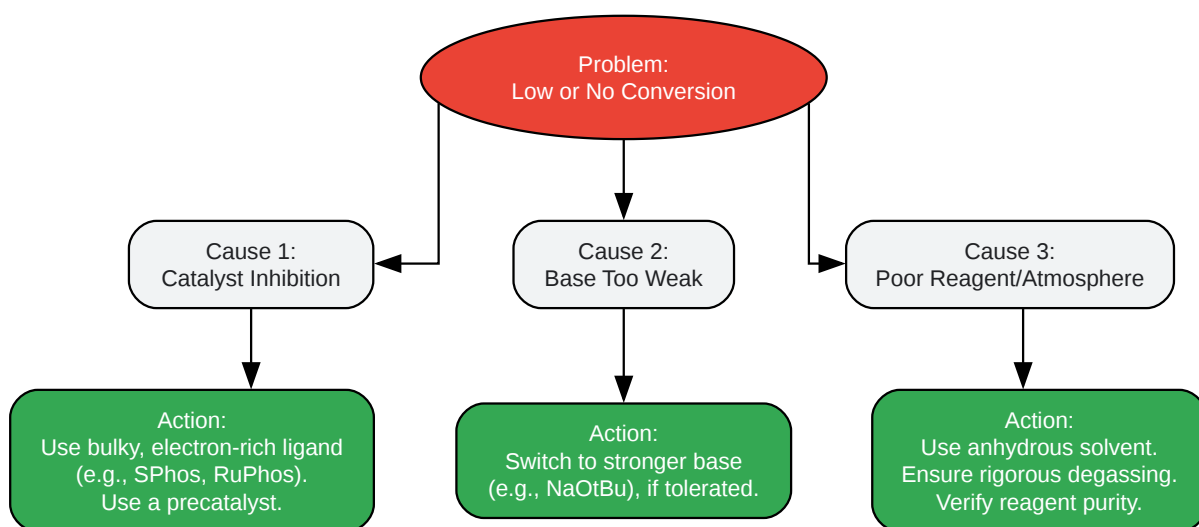 Problem:
Low or No Conversion
Cause 1:
Catalyst Inhibition
Cause 2:
Base Too Weak
Cause 3:
Poor Reagent/Atmosphere
Action:
Use bulky, electron-rich ligand
(e.g., SPhos, RuPhos).
Use a precatalyst.
Action:
Switch to stronger base
(e.g., NaOtBu), if tolerated.
Action:
Use anhydrous solvent.
Ensure rigorous degassing.
Verify reagent purity.